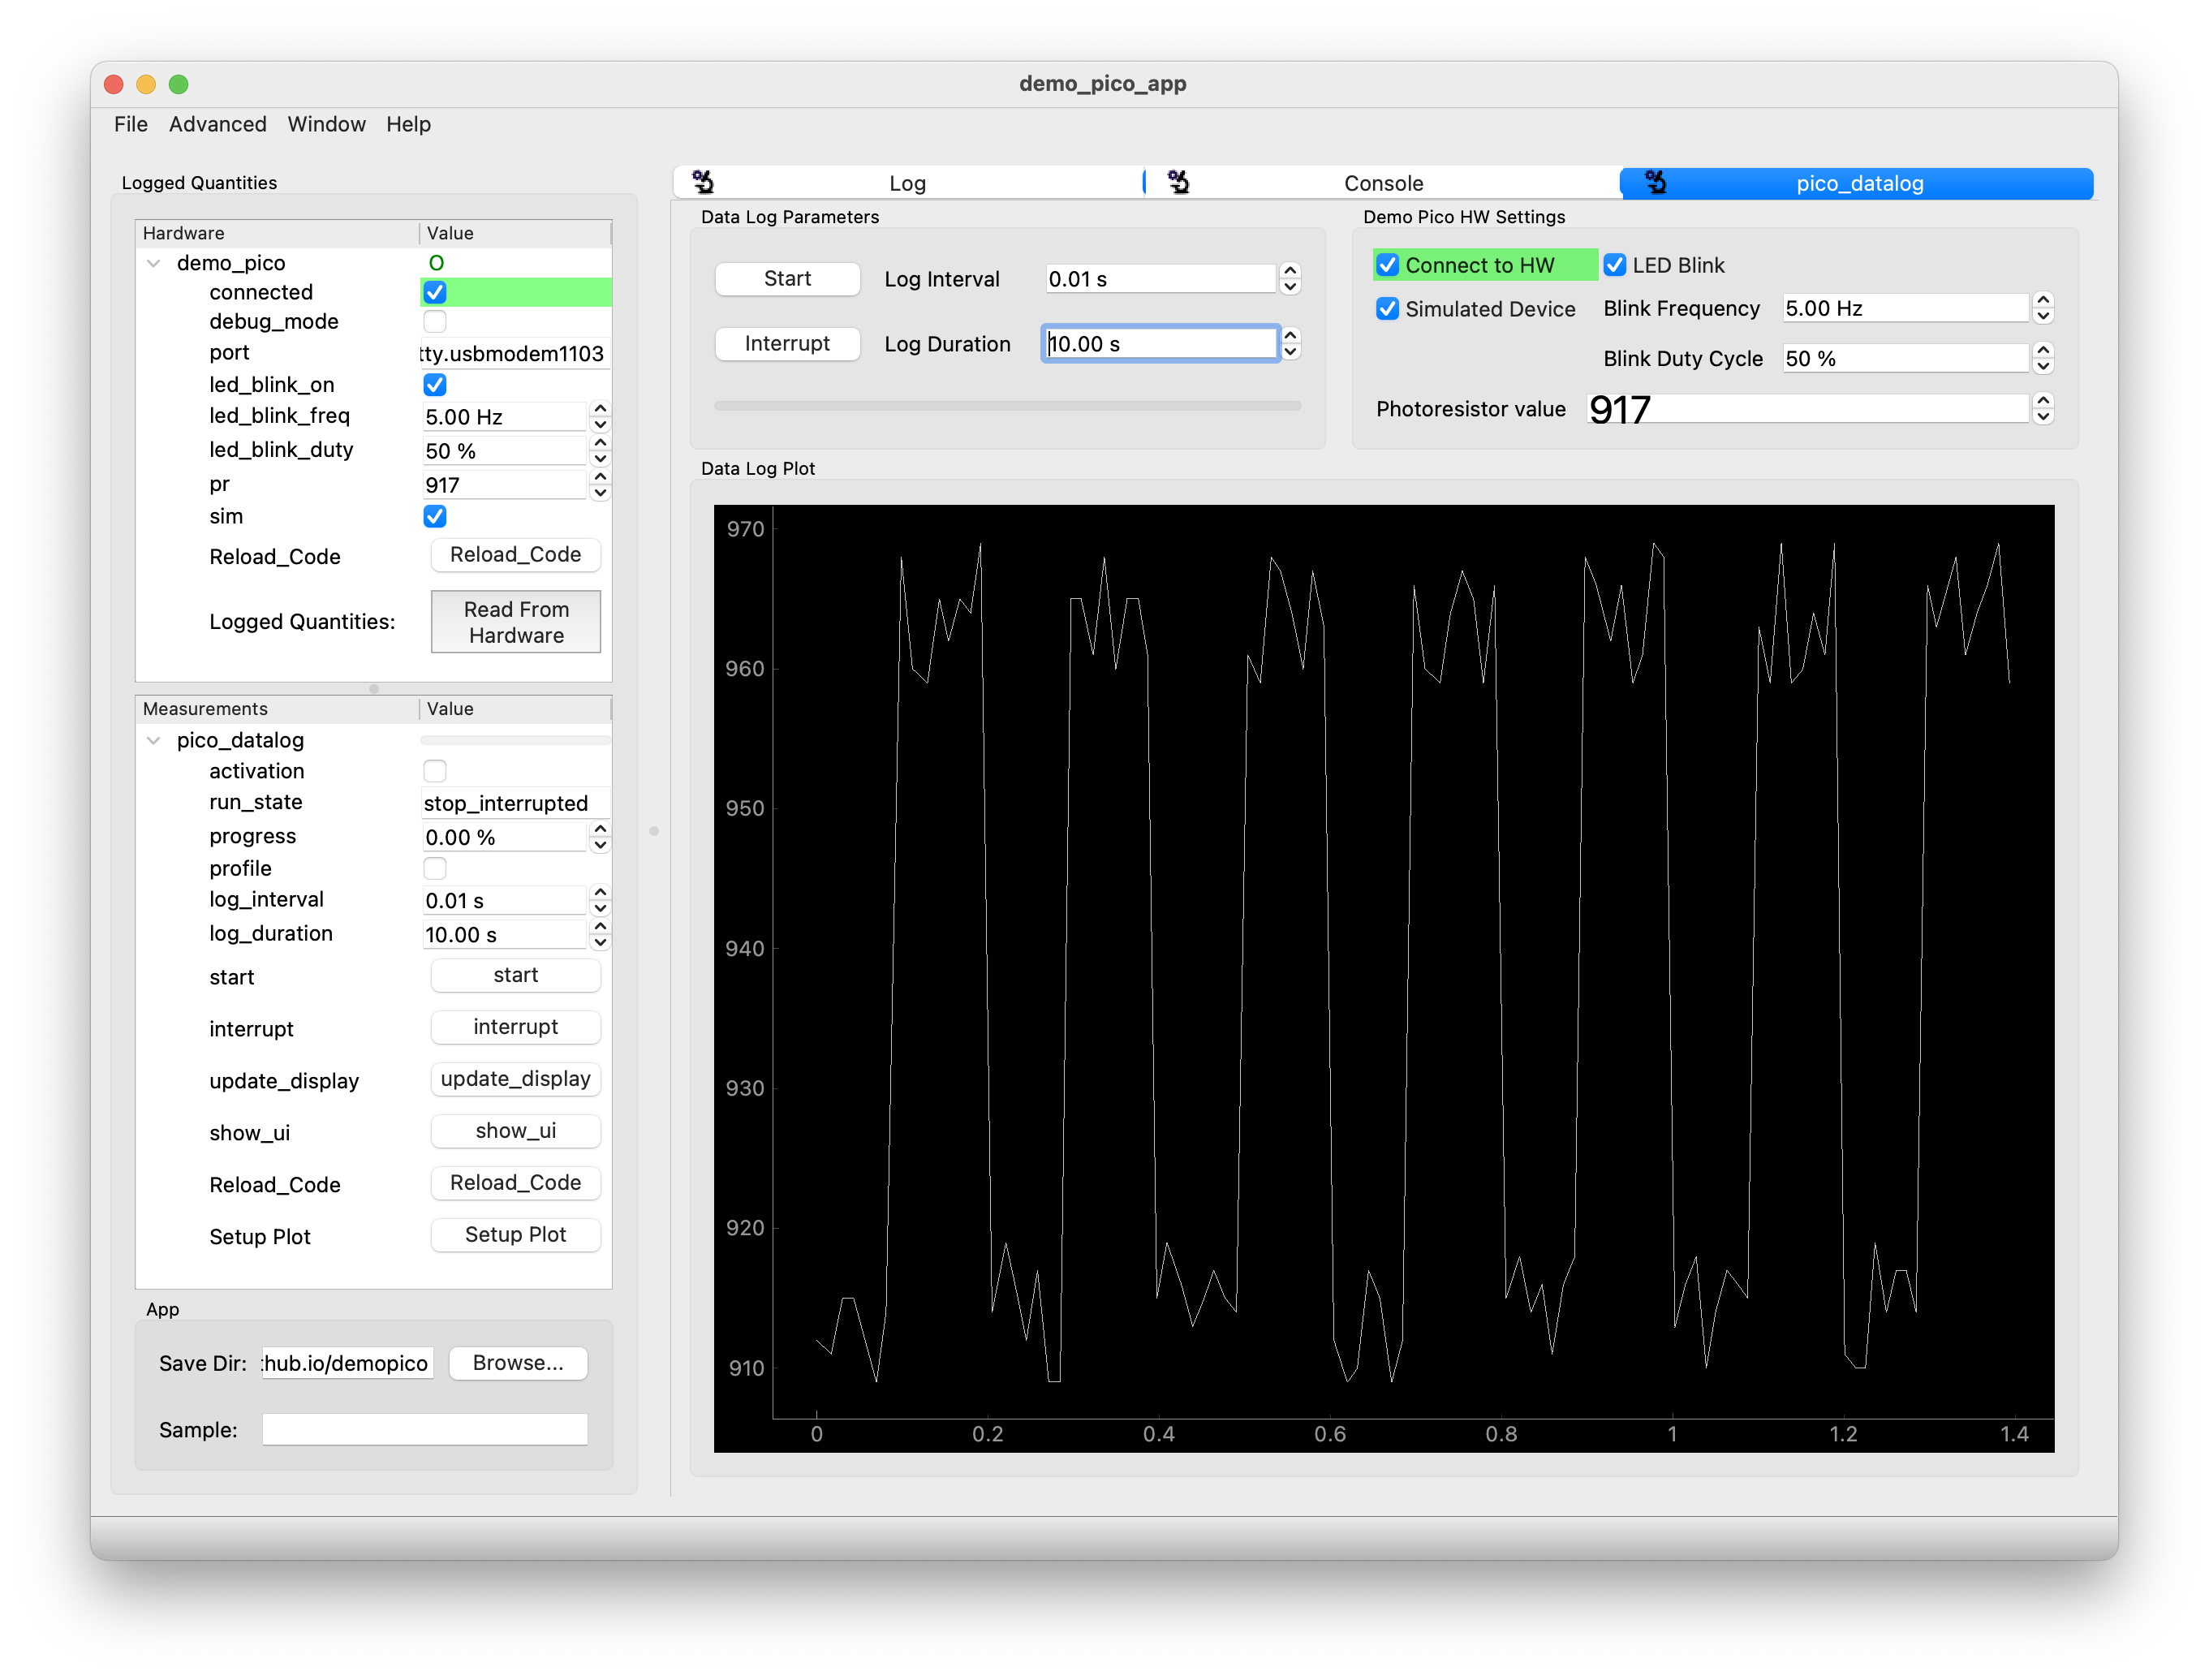 demo_pico_app
File Advanced Window Help
Logged Quantities
Hardware Value
demo_pico O
connected
debug_mode
port tty.usbmodem1103
led_blink_on
led_blink_freq 5.00 Hz
led_blink_duty 50 %
pr 917
sim
Reload_Code Reload_Code
Logged Quantities: Read From
Hardware
Measurements Value
pico_datalog
activation
run_state stop_interrupted
progress 0.00 %
profile
log_interval 0.01 s
log_duration 10.00 s
start start
interrupt interrupt
update_display update_display
show_ui show_ui
Reload_Code Reload_Code
Setup Plot Setup Plot
App
Save Dir: thub.io/demopico Browse...
Sample:
Log Console pico_datalog
Data Log Parameters
Start Log Interval 0.01 s
Interrupt Log Duration 10.00 s
Demo Pico HW Settings
Connect to HW LED Blink
Simulated Device Blink Frequency 5.00 Hz
Blink Duty Cycle 50 %
Photoresistor value 917
Data Log Plot
970
960
950
940
930
920
910
0 0.2 0.4 0.6 0.8 1 1.2 1.4